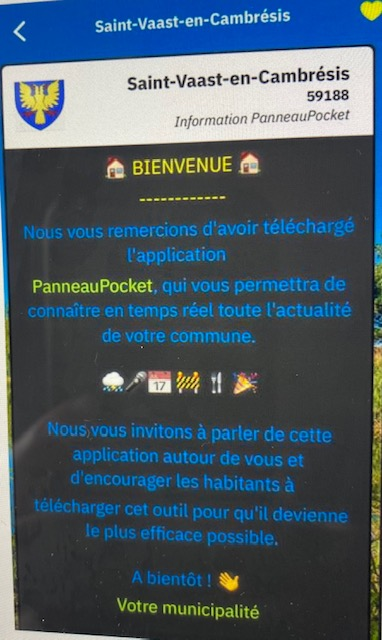 Saint-Vaast-en-Cambrésis
Saint-Vaast-en-Cambrésis
59188
Information PanneauPocket
🏠 BIENVENUE 🏠
------------
Nous vous remercions d'avoir téléchargé
l'application
PanneauPocket, qui vous permettra de
connaître en temps réel toute l'actualité
de votre commune.
17
Nous vous invitons à parler de cette
application autour de vous et
d'encourager les habitants à
télécharger cet outil pour qu'il devienne
le plus efficace possible.
A bientôt ! 👋
Votre municipalité